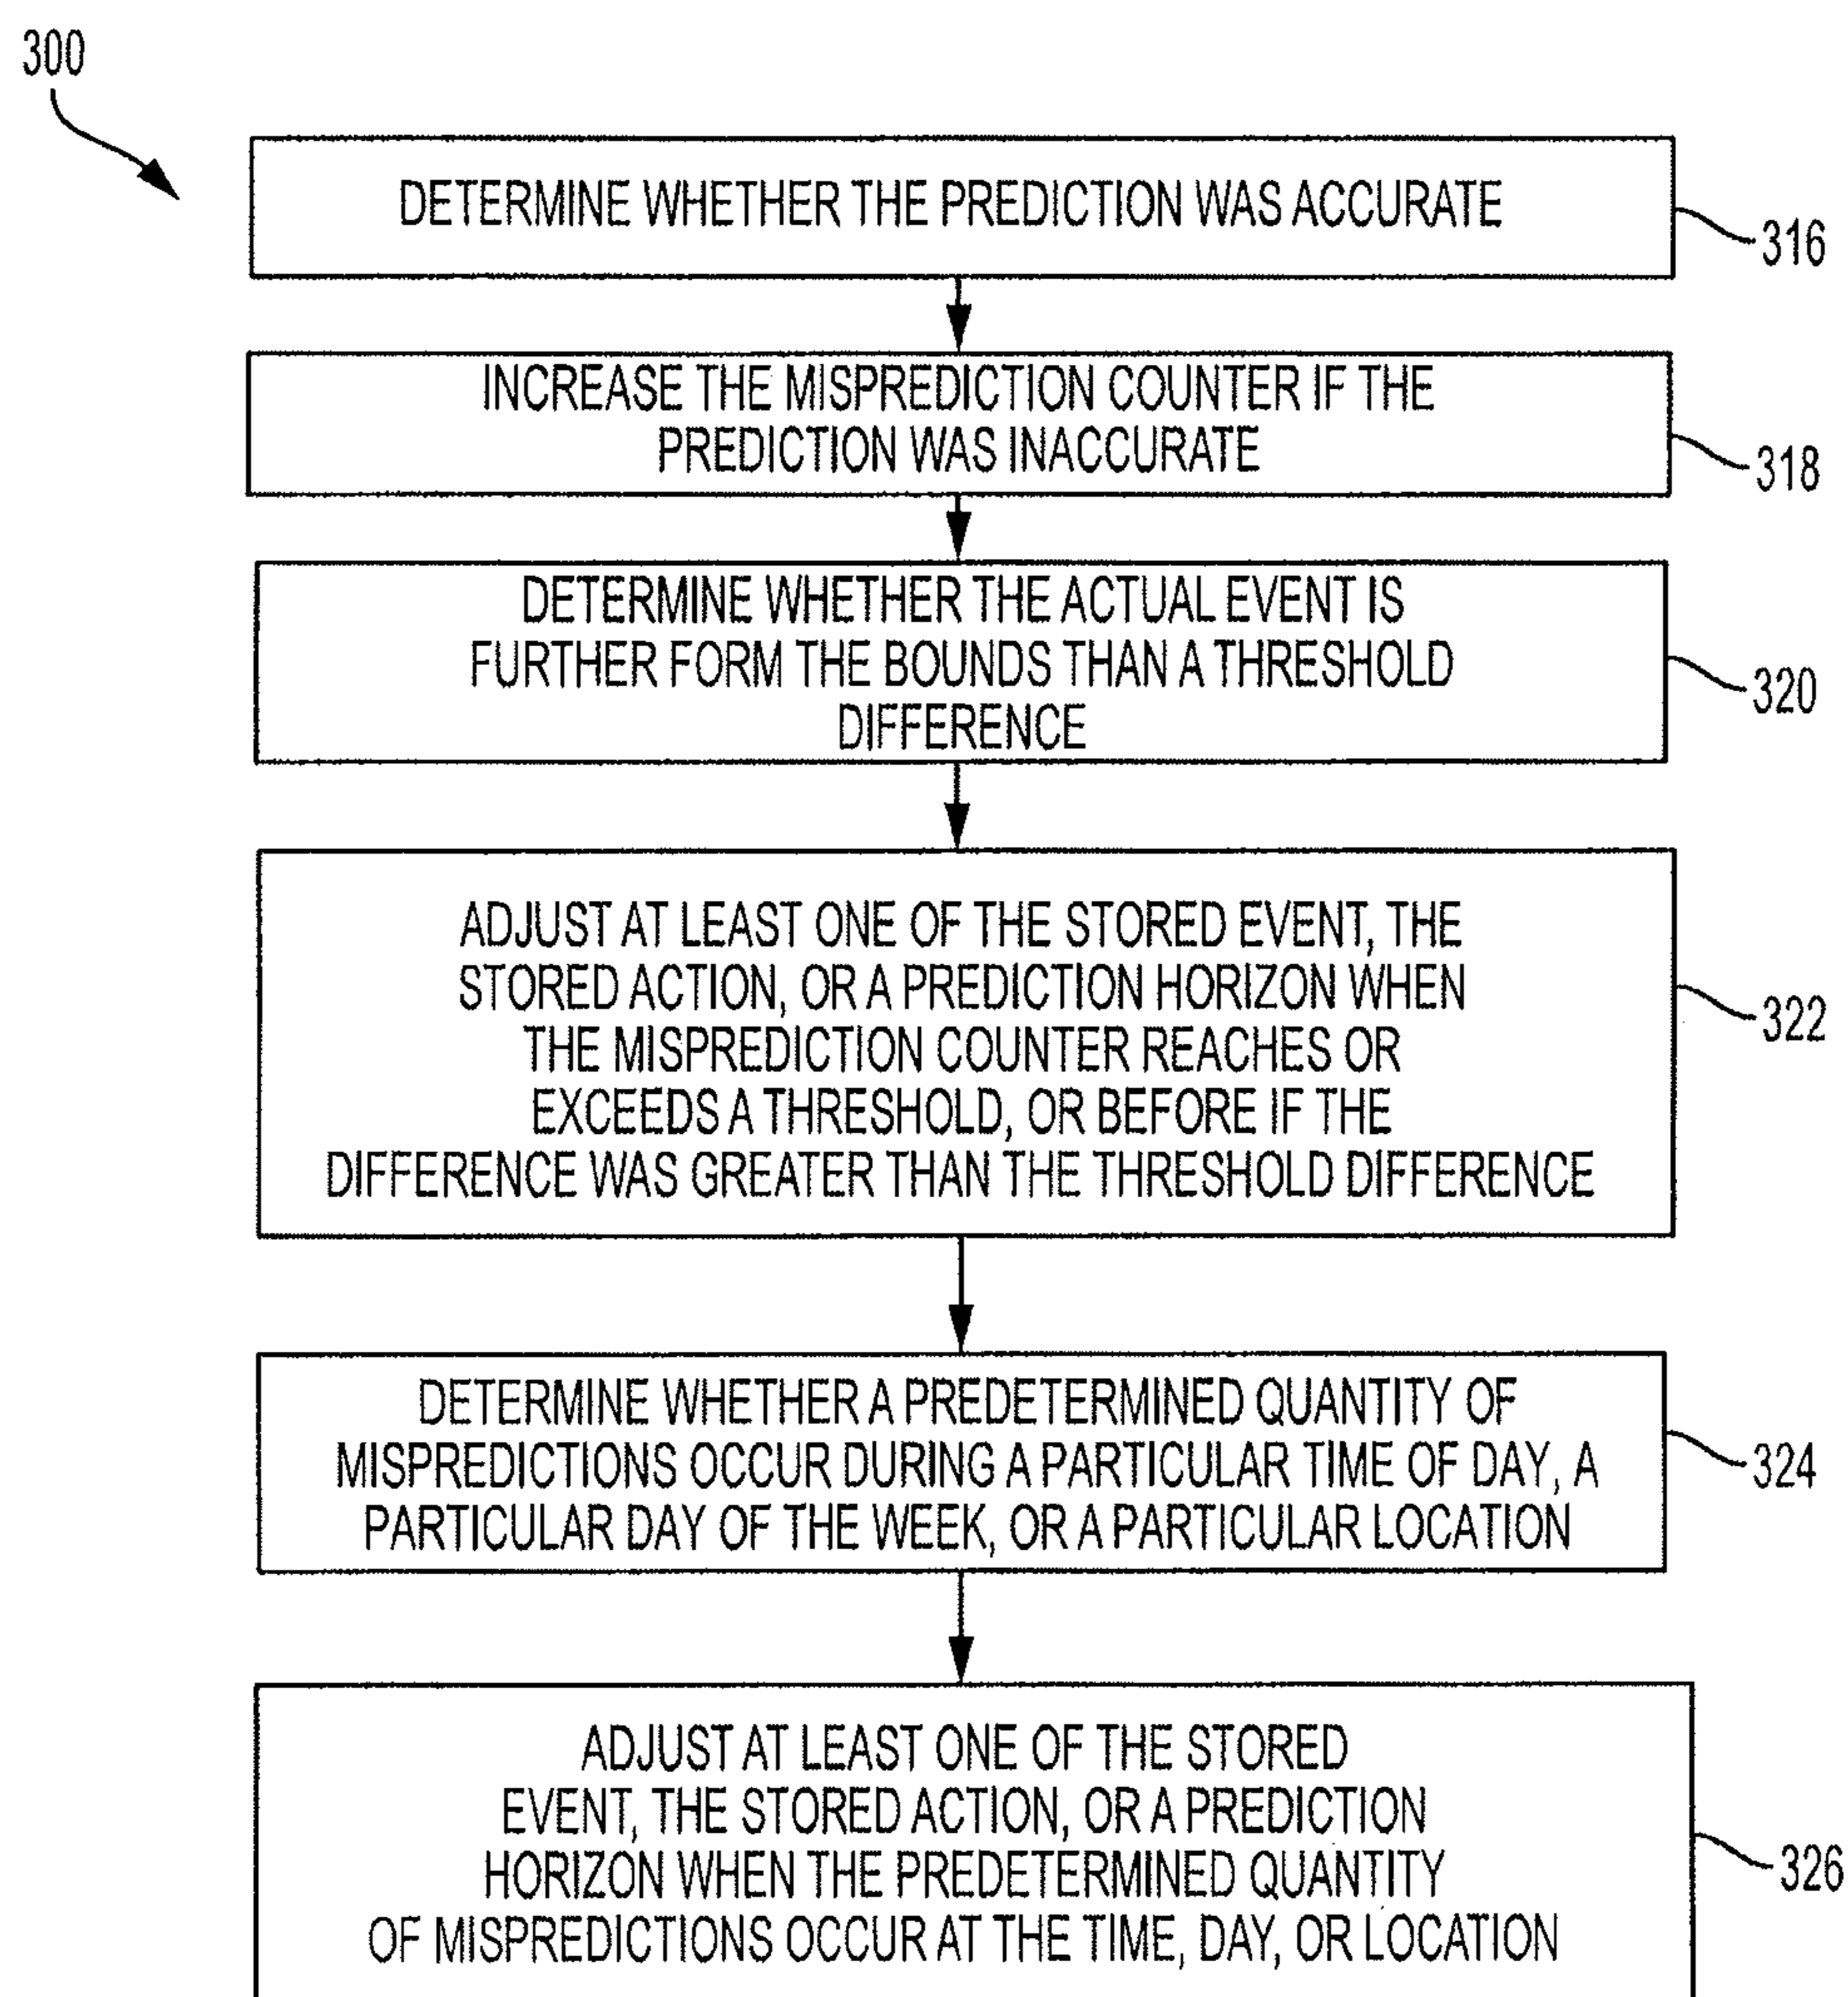 300
DETERMINE WHETHER THE PREDICTION WAS ACCURATE
316
INCREASE THE MISPREDICTION COUNTER IF THE
PREDICTION WAS INACCURATE
318
DETERMINE WHETHER THE ACTUAL EVENT IS
FURTHER FORM THE BOUNDS THAN A THRESHOLD
DIFFERENCE
320
ADJUST AT LEAST ONE OF THE STORED EVENT, THE
STORED ACTION, OR A PREDICTION HORIZON WHEN
THE MISPREDICTION COUNTER REACHES OR
EXCEEDS A THRESHOLD, OR BEFORE IF THE
DIFFERENCE WAS GREATER THAN THE THRESHOLD DIFFERENCE
322
DETERMINE WHETHER A PREDETERMINED QUANTITY OF
MISPREDICTIONS OCCUR DURING A PARTICULAR TIME OF DAY, A
PARTICULAR DAY OF THE WEEK, OR A PARTICULAR LOCATION
324
ADJUST AT LEAST ONE OF THE STORED
EVENT, THE STORED ACTION, OR A PREDICTION
HORIZON WHEN THE PREDETERMINED QUANTITY
OF MISPREDICTIONS OCCUR AT THE TIME, DAY, OR LOCATION
326